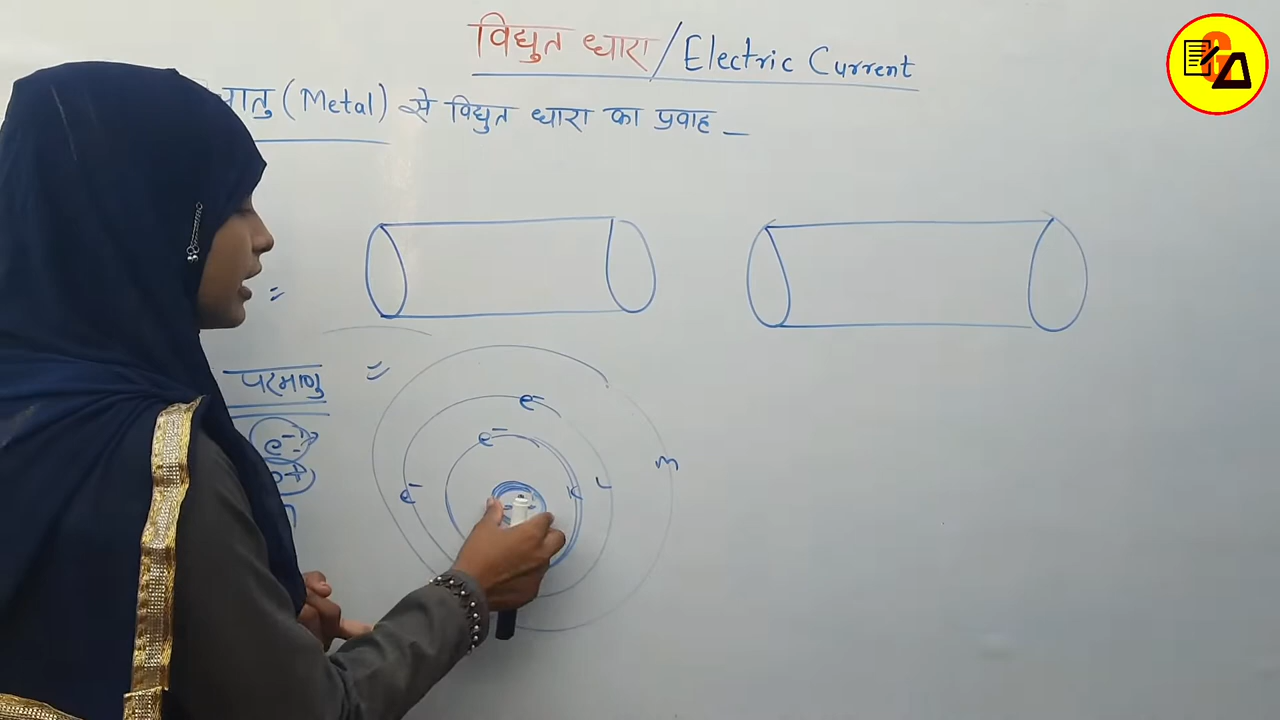 विद्युत धारा / Electric Current
धातु (Metal) से विद्युत धारा का प्रवाह _
=
परमाणु =
e⁻
e⁻
e⁻
e⁻
K L M